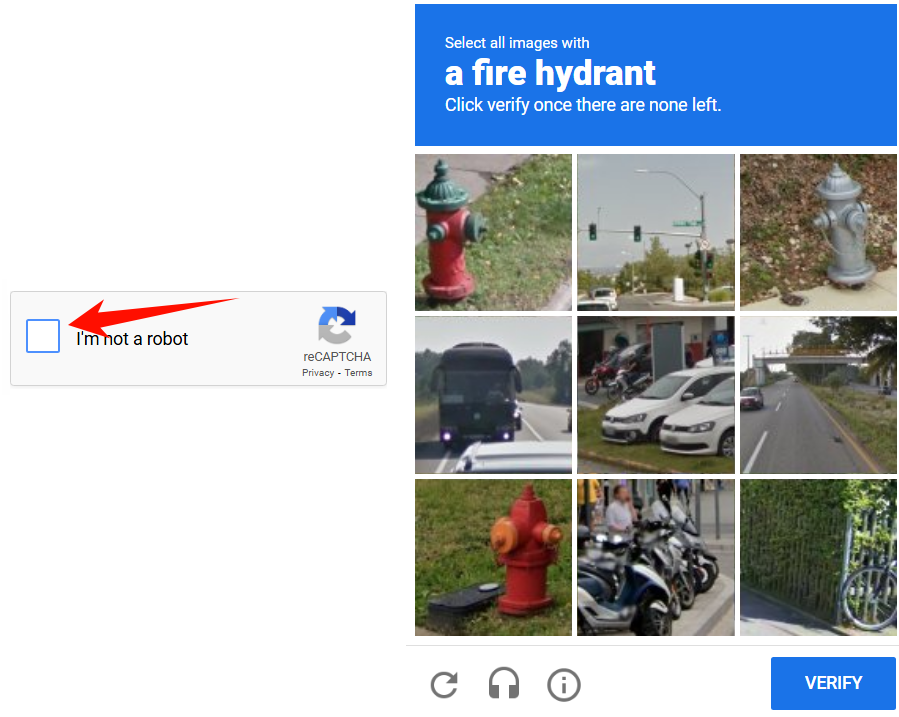 I'm not a robot
reCAPTCHA
Privacy - Terms
Select all images with
a fire hydrant
Click verify once there are none left.
VERIFY